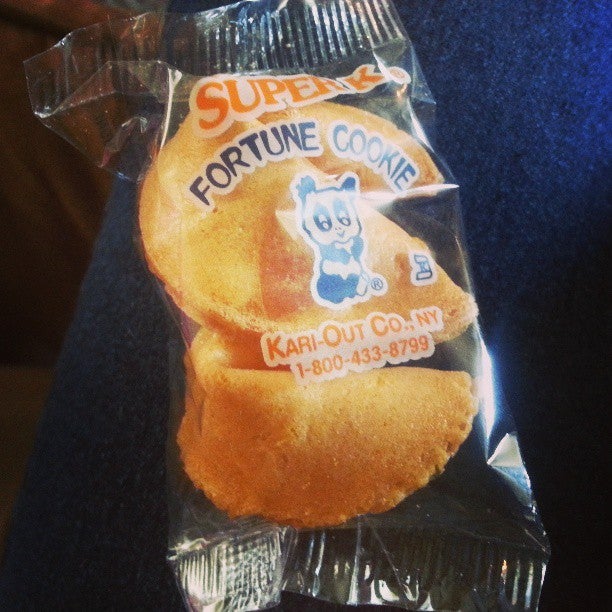 SUPER K
FORTUNE COOKIE
®
KARI-OUT CO., NY
1-800-433-8799